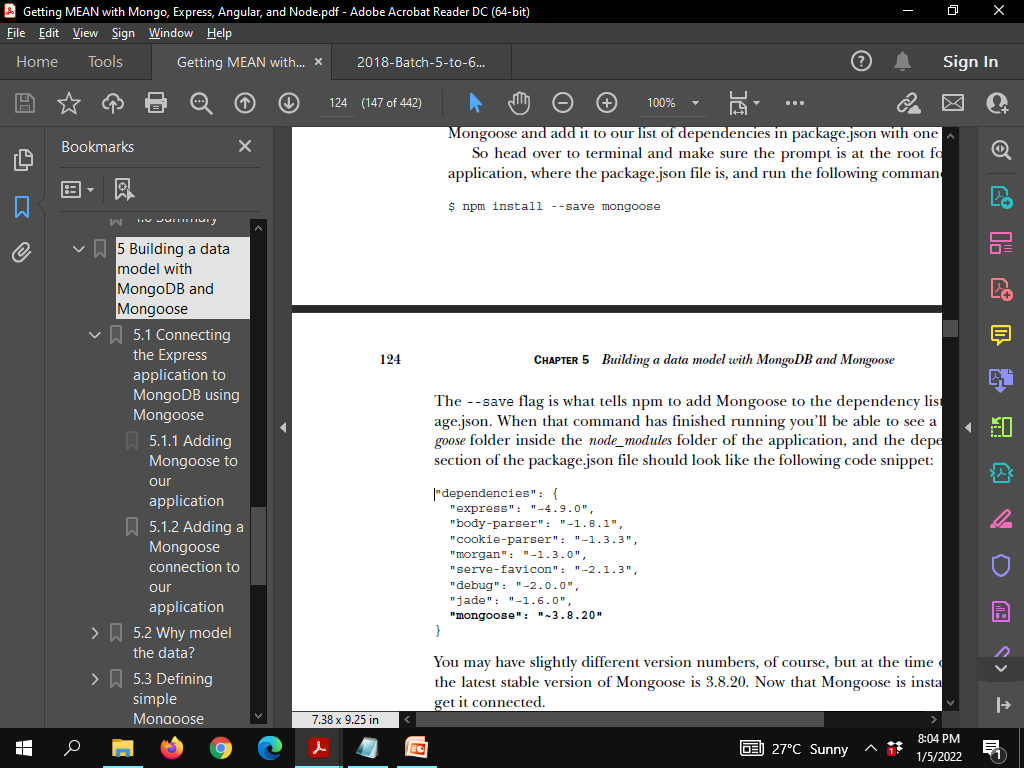 Getting MEAN with Mongo, Express, Angular, and Node.pdf - Adobe Acrobat Reader DC (64-bit)
File Edit View Sign Window Help
Home Tools Getting MEAN with... × 2018-Batch-5-to-6... Sign In
124 (147 of 442) 100%
Bookmarks
5 Building a data
model with
MongoDB and
Mongoose
5.1 Connecting
the Express
application to
MongoDB using
Mongoose
5.1.1 Adding
Mongoose to
our
application
5.1.2 Adding a
Mongoose
connection to
our
application
5.2 Why model
the data?
5.3 Defining
simple
Mongoose
Mongoose and add it to our list of dependencies in package.json with one
So head over to terminal and make sure the prompt is at the root fo
application, where the package.json file is, and run the following comman
$ npm install --save mongoose
124 CHAPTER 5 Building a data model with MongoDB and Mongoose
The --save flag is what tells npm to add Mongoose to the dependency list
age.json. When that command has finished running you'll be able to see a
goose folder inside the node_modules folder of the application, and the depe
section of the package.json file should look like the following code snippet:
"dependencies": {
"express": "~4.9.0",
"body-parser": "~1.8.1",
"cookie-parser": "~1.3.3",
"morgan": "~1.3.0",
"serve-favicon": "~2.1.3",
"debug": "~2.0.0",
"jade": "~1.6.0",
"mongoose": "~3.8.20"
}
You may have slightly different version numbers, of course, but at the time
the latest stable version of Mongoose is 3.8.20. Now that Mongoose is insta
get it connected.
7.38 x 9.25 in
27°C Sunny
8:04 PM
1/5/2022
1